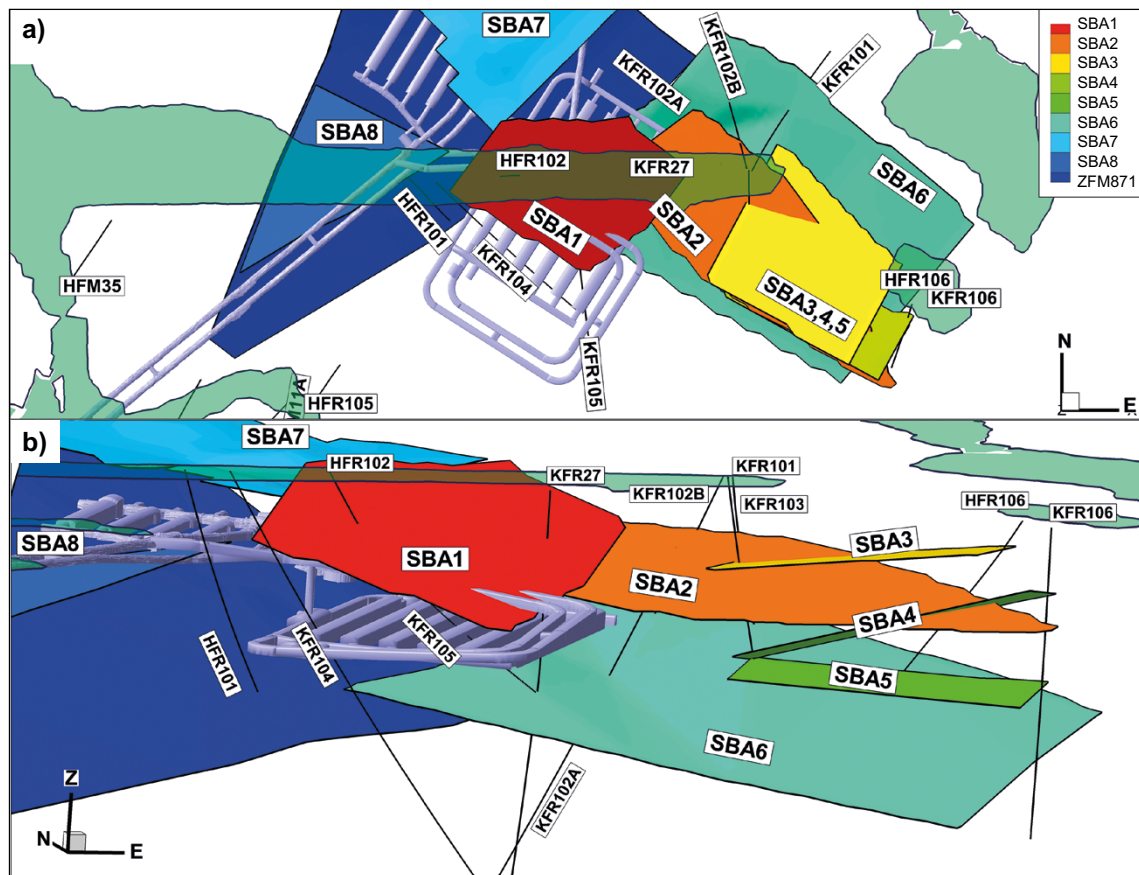 a)
SBA7
KFR102A
KFR102B
KFR101
SBA1
SBA2
SBA3
SBA4
SBA5
SBA6
SBA7
SBA8
ZFM871
SBA8
HFR102
KFR27
SBA6
HFR101
SBA1
SBA2
KFR104
HFM35
HFR106
KFR106
SBA3,4,5
KFR105
HFR105
N
E
b)
SBA7
HFR102
KFR27
KFR101
KFR102B
KFR103
HFR106
KFR106
SBA8
SBA3
SBA1
SBA2
SBA4
HFR101
KFR104
KFR105
SBA5
SBA6
KFR102A
Z
N
E